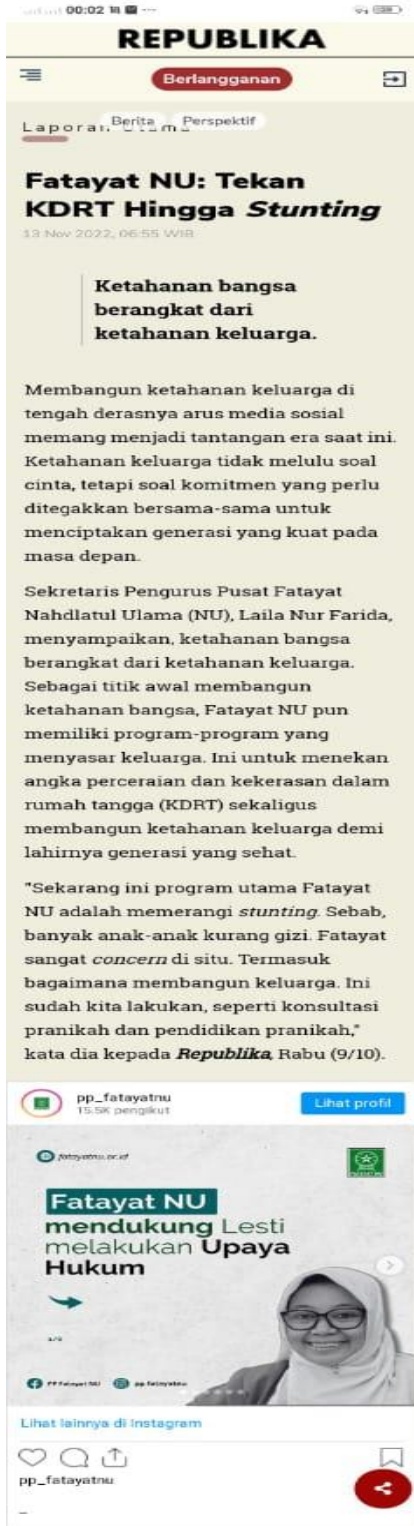 00:02
REPUBLIKA
Berlangganan
Berita Perspektif
Laporan Utama
Fatayat NU: Tekan
KDRT Hingga Stunting
13 Nov 2022, 06:55 WIB
Ketahanan bangsa
berangkat dari
ketahanan keluarga.
Membangun ketahanan keluarga di
tengah derasnya arus media sosial
memang menjadi tantangan era saat ini.
Ketahanan keluarga tidak melulu soal
cinta, tetapi soal komitmen yang perlu
ditegakkan bersama-sama untuk
menciptakan generasi yang kuat pada
masa depan.
Sekretaris Pengurus Pusat Fatayat
Nahdlatul Ulama (NU), Laila Nur Farida,
menyampaikan, ketahanan bangsa
berangkat dari ketahanan keluarga.
Sebagai titik awal membangun
ketahanan bangsa, Fatayat NU pun
memiliki program-program yang
menyasar keluarga. Ini untuk menekan
angka perceraian dan kekerasan dalam
rumah tangga (KDRT) sekaligus
membangun ketahanan keluarga demi
lahirnya generasi yang sehat.
"Sekarang ini program utama Fatayat
NU adalah memerangi stunting. Sebab,
banyak anak-anak kurang gizi. Fatayat
sangat concern di situ. Termasuk
bagaimana membangun keluarga. Ini
sudah kita lakukan, seperti konsultasi
pranikah dan pendidikan pranikah,"
kata dia kepada Republika, Rabu (9/10).
pp_fatayatnu
15.5K pengikut
Lihat profil
fatayatnu.or.id
Fatayat NU
mendukung Lesti
melakukan Upaya
Hukum
PP Fatayat NU pp_fatayatnu
Lihat lainnya di Instagram
pp_fatayatnu